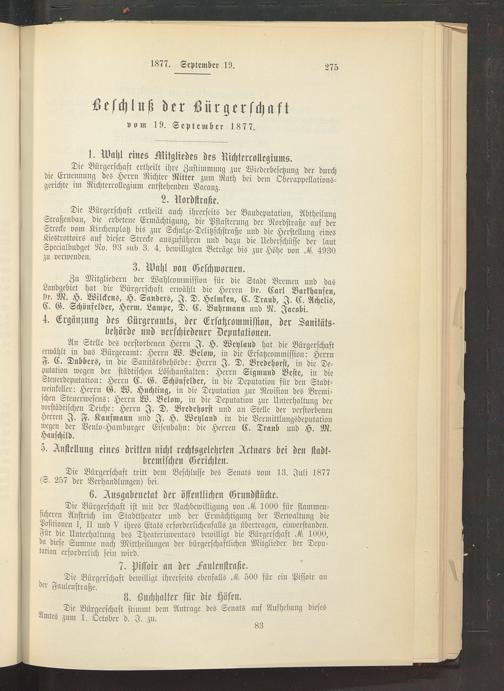 1877. September 19. 275
Beſchluß der Bürgerſchaft
vom 19. September 1877.
1. Wahl eines Mitgliedes des Richtercollegiums.
Die Bürgerſchaft ertheilt ihre Zuſtimmung zur Wiederbeſetzung der durch
die Ernennung des Herrn Richter Ritter zum Rath bei dem Oberappellations-
gerichte im Richtercollegium entſtehenden Vacanz.
2. Nordſtraße.
Die Bürgerſchaft ertheilt auch ihrerſeits der Baudeputation, Abtheilung
Straßenbau, die erbetene Ermächtigung, die Pflaſterung der Nordſtraße auf der
Strecke vom Kirchenplatz bis zur Schulze-Delitzſchſtraße und die Herſtellung eines
Kiestrottoirs auf dieſer Strecke auszuführen und dazu die Ueberſchüſſe der laut
Specialbudget No. 93 sub 3. 4. bewilligten Beträge bis zur Höhe von ℳ 4930
zu verwenden.
3. Wahl von Geſchwornen.
Zu Mitgliedern der Wahlcommiſſion für die Stadt Bremen und das
Landgebiet hat die Bürgerſchaft erwählt die Herren Dr. Carl Barkhauſen,
Dr. M. H. Wilckens, H. Sanders, J. D. Helmken, C. Traub, J. C. Achelis,
C. G. Schönfelder, Herm. Lampe, D. C. Buhrmann und N. Jacobi.
4. Ergänzung des Bürgeramts, der Erſatzcommiſſion, der Sanitäts-
behörde und verſchiedener Deputationen.
An Stelle des verſtorbenen Herrn J. H. Weyland hat die Bürgerſchaft
erwählt in das Bürgeramt: Herrn W. Below, in die Erſatzcommiſſion: Herrn
F. C. Dubbers, in die Sanitätsbehörde: Herrn J. D. Bredehorſt, in die De-
putation wegen der ſtädtiſchen Löſchanſtalten: Herrn Sigmund Beſte, in die
Steuerdeputation: Herrn C. G. Schönfelder, in die Deputation für den Stadt-
weinkeller: Herrn G. W. Huchting, in die Deputation zur Reviſion des Bremi-
ſchen Steuerweſens: Herrn W. Below, in die Deputation zur Unterhaltung der
vorſtädtiſchen Deiche: Herrn J. D. Bredehorſt und an Stelle der verſtorbenen
Herren J. F. Kaufmann und J. H. Weyland in die Vermittlungsdeputation
wegen der Venlo-Hamburger Eiſenbahn: die Herren C. Traub und H. M.
Hauſchild.
5. Anſtellung eines dritten nicht rechtsgelehrten Actuars bei den ſtadt-
bremiſchen Gerichten.
Die Bürgerſchaft tritt dem Beſchluſſe des Senats vom 13. Juli 1877
(S. 257 der Verhandlungen) bei.
6. Ausgabenetat der öffentlichen Grundſtücke.
Die Bürgerſchaft iſt mit der Nachbewilligung von ℳ 1000 für flammen-
ſicheren Anſtrich im Stadttheater und der Ermächtigung der Verwaltung die
Poſitionen I, II und V ihres Etats erforderlichenfalls zu übertragen, einverſtanden.
Für die Unterhaltung des Theaterinventars bewilligt die Bürgerſchaft ℳ 1000,
da dieſe Summe nach Mittheilungen der bürgerſchaftlichen Mitglieder der Depu-
tation erforderlich ſein wird.
7. Piſſoir an der Faulenſtraße.
Die Bürgerſchaft bewilligt ihrerſeits ebenfalls ℳ 500 für ein Piſſoir an
der Faulenſtraße.
8. Buchhalter für die Häfen.
Die Bürgerſchaft ſtimmt dem Antrage des Senats auf Aufhebung dieſes
Amtes zum 1. October d. J. zu.
83